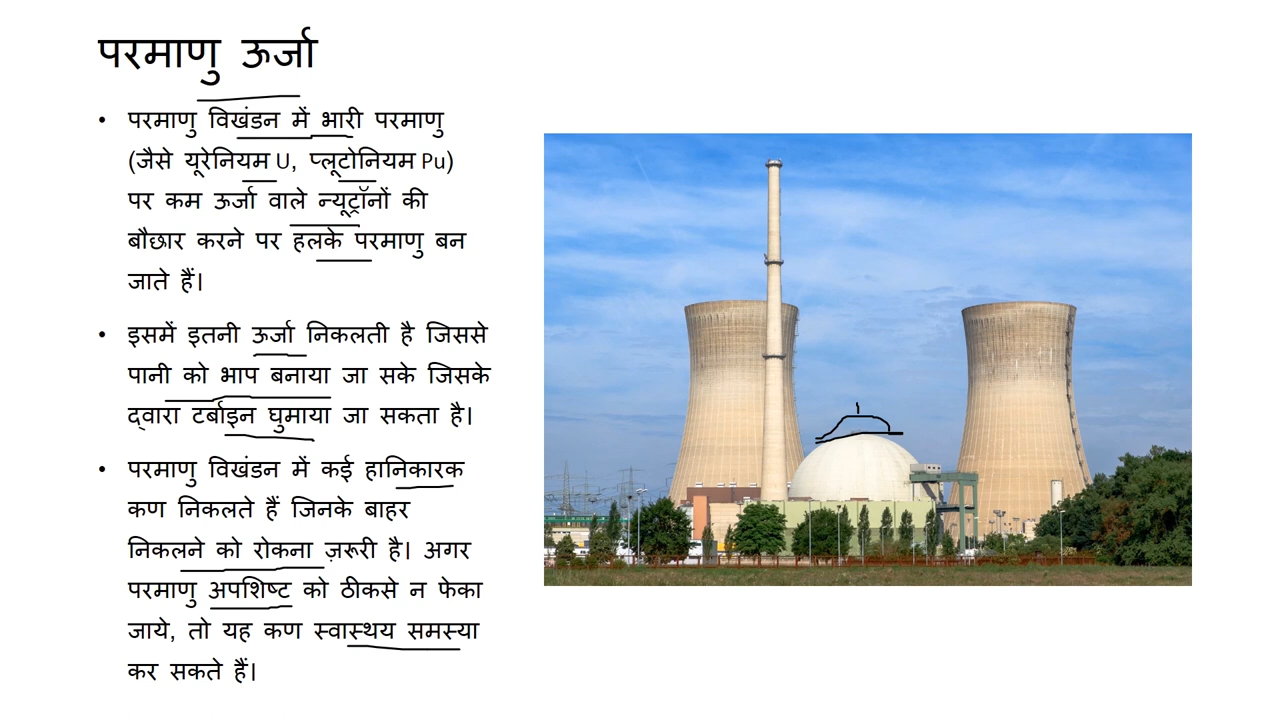 परमाणु ऊर्जा
• परमाणु विखंडन में भारी परमाणु
(जैसे यूरेनियम U, प्लूटोनियम Pu)
पर कम ऊर्जा वाले न्यूट्रॉनों की
बौछार करने पर हलके परमाणु बन
जाते हैं।
• इसमें इतनी ऊर्जा निकलती है जिससे
पानी को भाप बनाया जा सके जिसके
द्वारा टर्बाइन घुमाया जा सकता है।
• परमाणु विखंडन में कई हानिकारक
कण निकलते हैं जिनके बाहर
निकलने को रोकना ज़रूरी है। अगर
परमाणु अपशिष्ट को ठीकसे न फेका
जाये, तो यह कण स्वास्थय समस्या
कर सकते हैं।